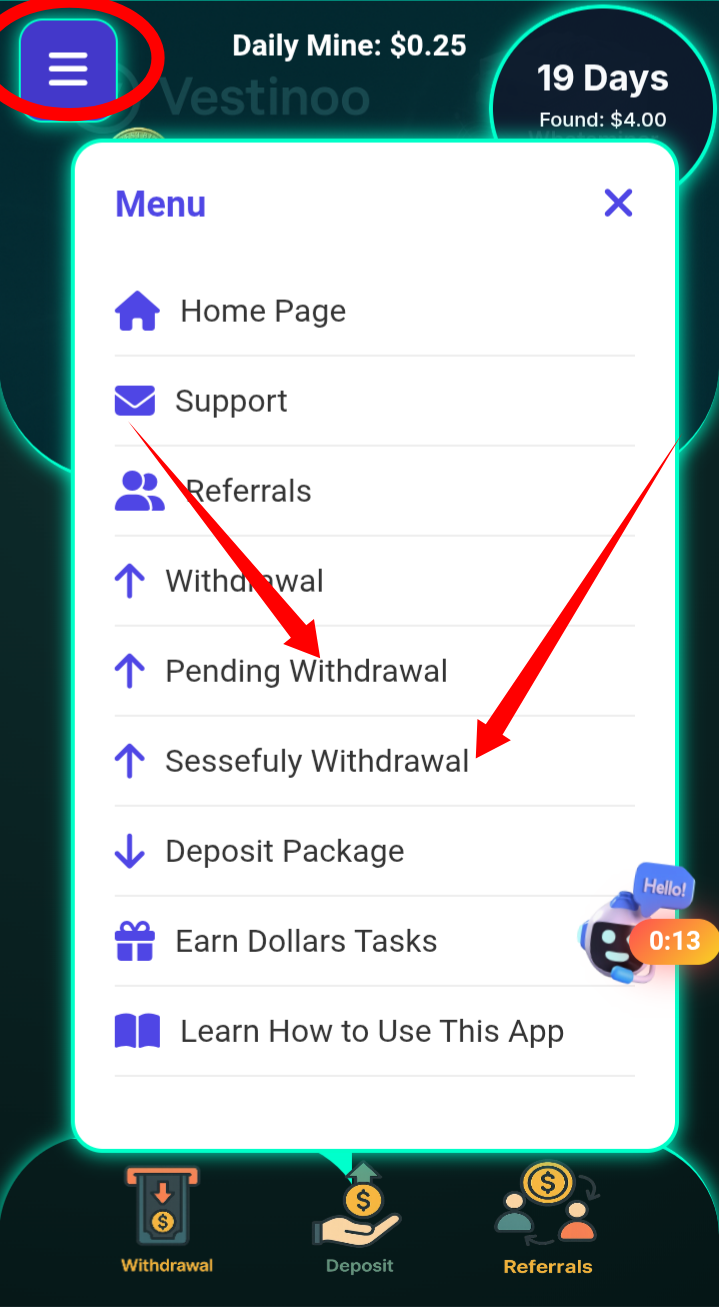 Daily Mine: $0.25
Vestinoo
19 Days
Found: $4.00
Menu
Home Page
Support
Referrals
Withdrawal
Pending Withdrawal
Sessefuly Withdrawal
Deposit Package
Hello!
Earn Dollars Tasks
0:13
Learn How to Use This App
Withdrawal
Deposit
Referrals